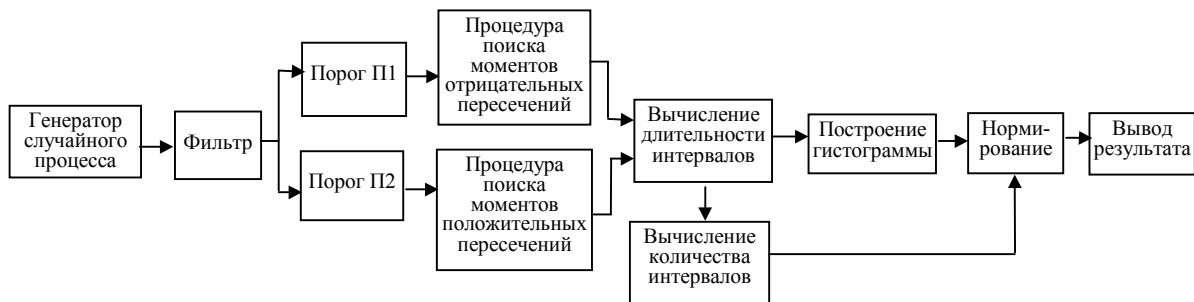 Генератор
случайного
процесса
Фильтр
Порог П1
Процедура
поиска
моментов
отрицательных
пересечений
Порог П2
Процедура
поиска
моментов
положительных
пересечений
Вычисление
длительности
интервалов
Вычисление
количества
интервалов
Построение
гистограммы
Норми-
рование
Вывод
результата